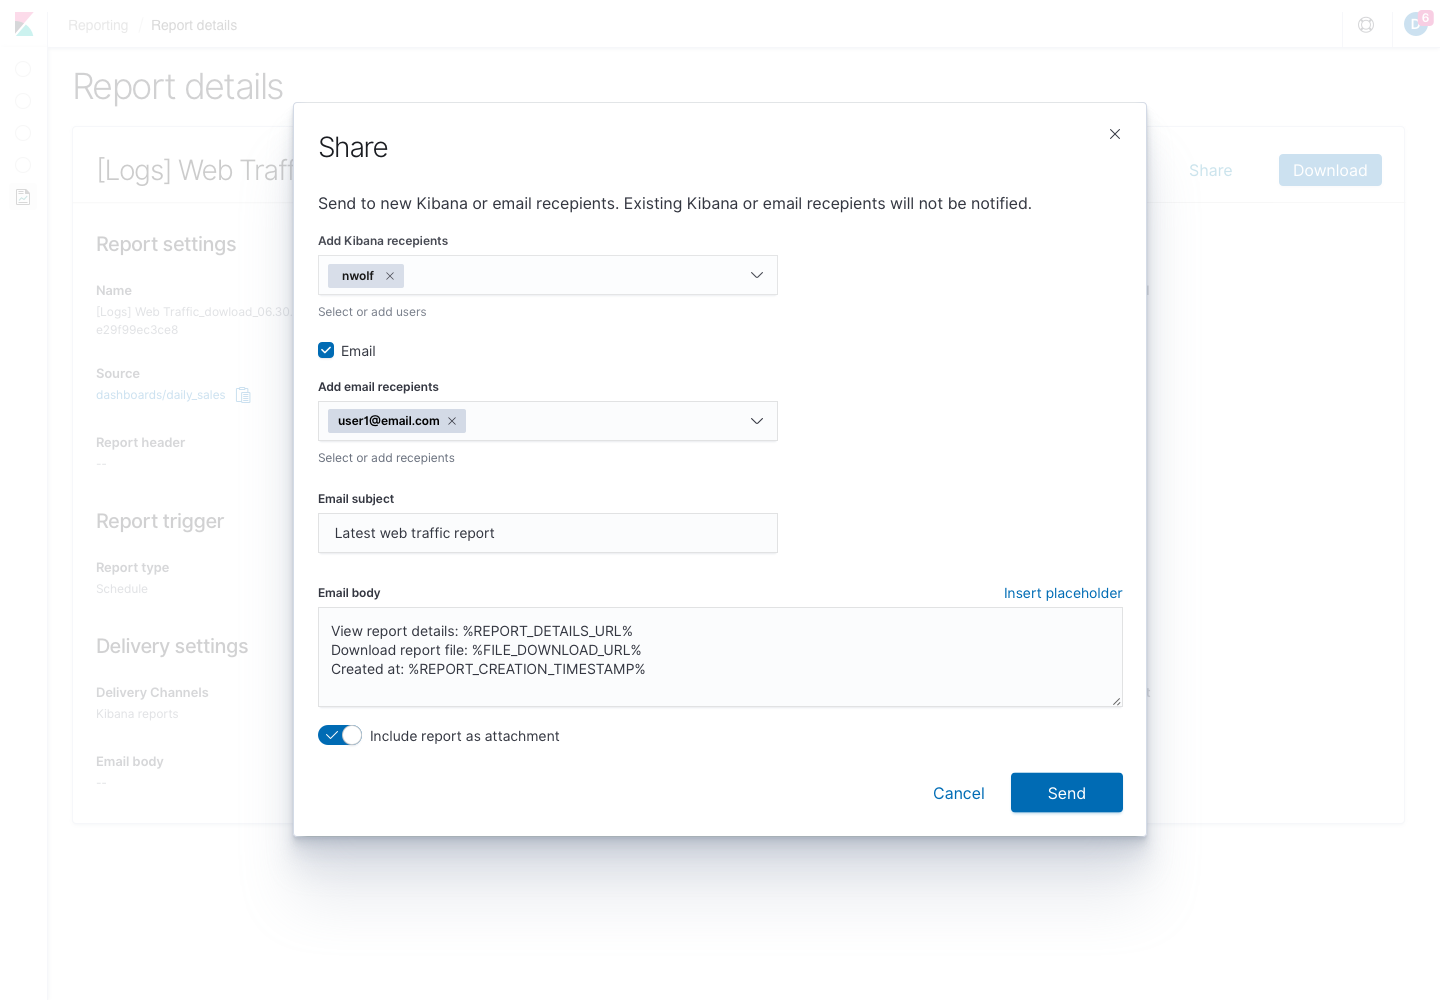 Reporting / Report details
D
6
Report details
[Logs] Web Traff
Share
Download
Report settings
Name
[Logs] Web Traffic_dowload_06.30
e29f99ec3ce8
Source
dashboards/daily_sales
Report header
--
Report trigger
Report type
Schedule
Delivery settings
Delivery Channels
Kibana reports
Email body
--
Share
Send to new Kibana or email recepients. Existing Kibana or email recepients will not be notified.
Add Kibana recepients
nwolf
Select or add users
Email
Add email recepients
user1@email.com
Select or add recepients
Email subject
Latest web traffic report
Email body
Insert placeholder
View report details: %REPORT_DETAILS_URL%
Download report file: %FILE_DOWNLOAD_URL%
Created at: %REPORT_CREATION_TIMESTAMP%
Include report as attachment
Cancel
Send